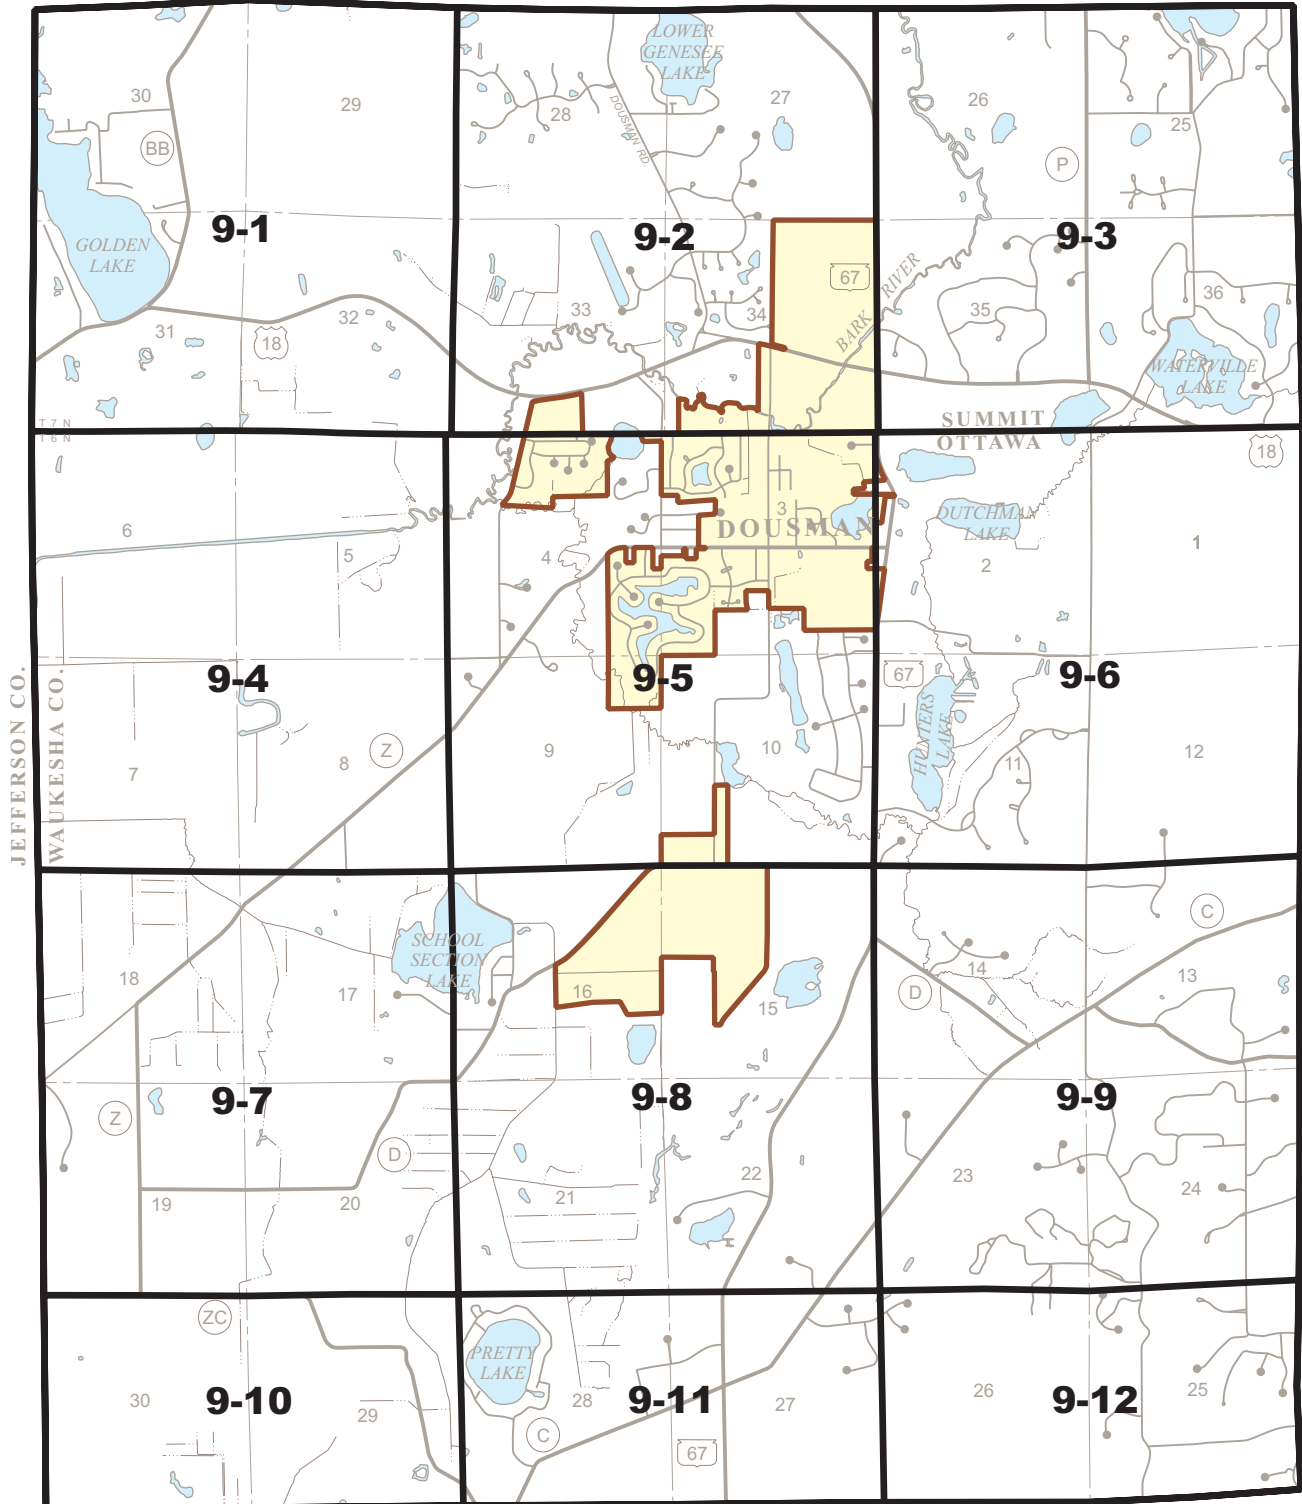 LOWER
GENESEE
LAKE
30
29
28
27
26
25
DOUSMAN RD.
BB
P
9-1
9-2
9-3
GOLDEN
LAKE
67
RIVER
BARK
31
32
18
33
34
35
36
WATERVILLE
LAKE
T 7 N
T 6 N
SUMMIT
OTTAWA
18
6
5
4
3
DOUSMAN
DUTCHMAN
LAKE
2
1
JEFFERSON CO.
WAUKESHA CO.
9-4
9-5
9-6
67
HUNTERS
LAKE
7
8
Z
9
10
11
12
SCHOOL
SECTION
LAKE
C
18
17
16
15
14
13
D
9-7
9-8
9-9
Z
D
19
20
21
22
23
24
ZC
PRETTY
LAKE
9-10
9-11
9-12
30
29
28
27
26
25
C
67